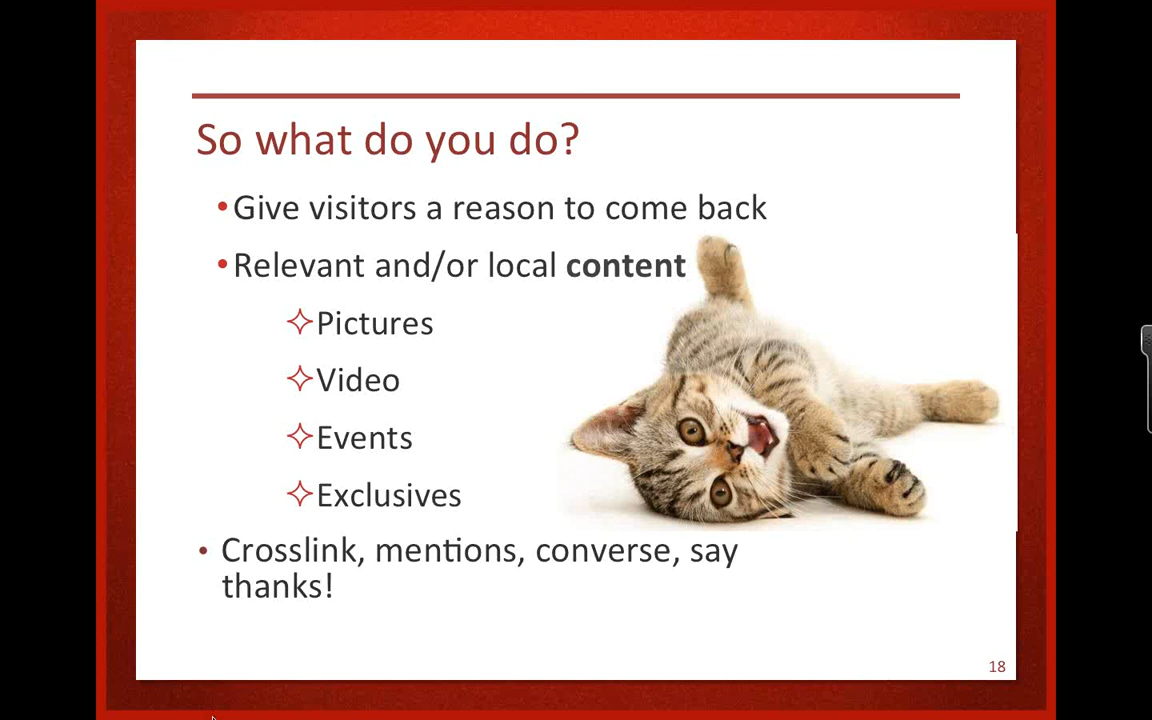 So what do you do?
•Give visitors a reason to come back
•Relevant and/or local content
✧Pictures
✧Video
✧Events
✧Exclusives
• Crosslink, mentions, converse, say
thanks!
18